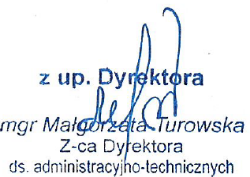 z up. Dyrektora
mgr Małgorzata Turowska
Z-ca Dyrektora
ds. administracyjno-technicznych